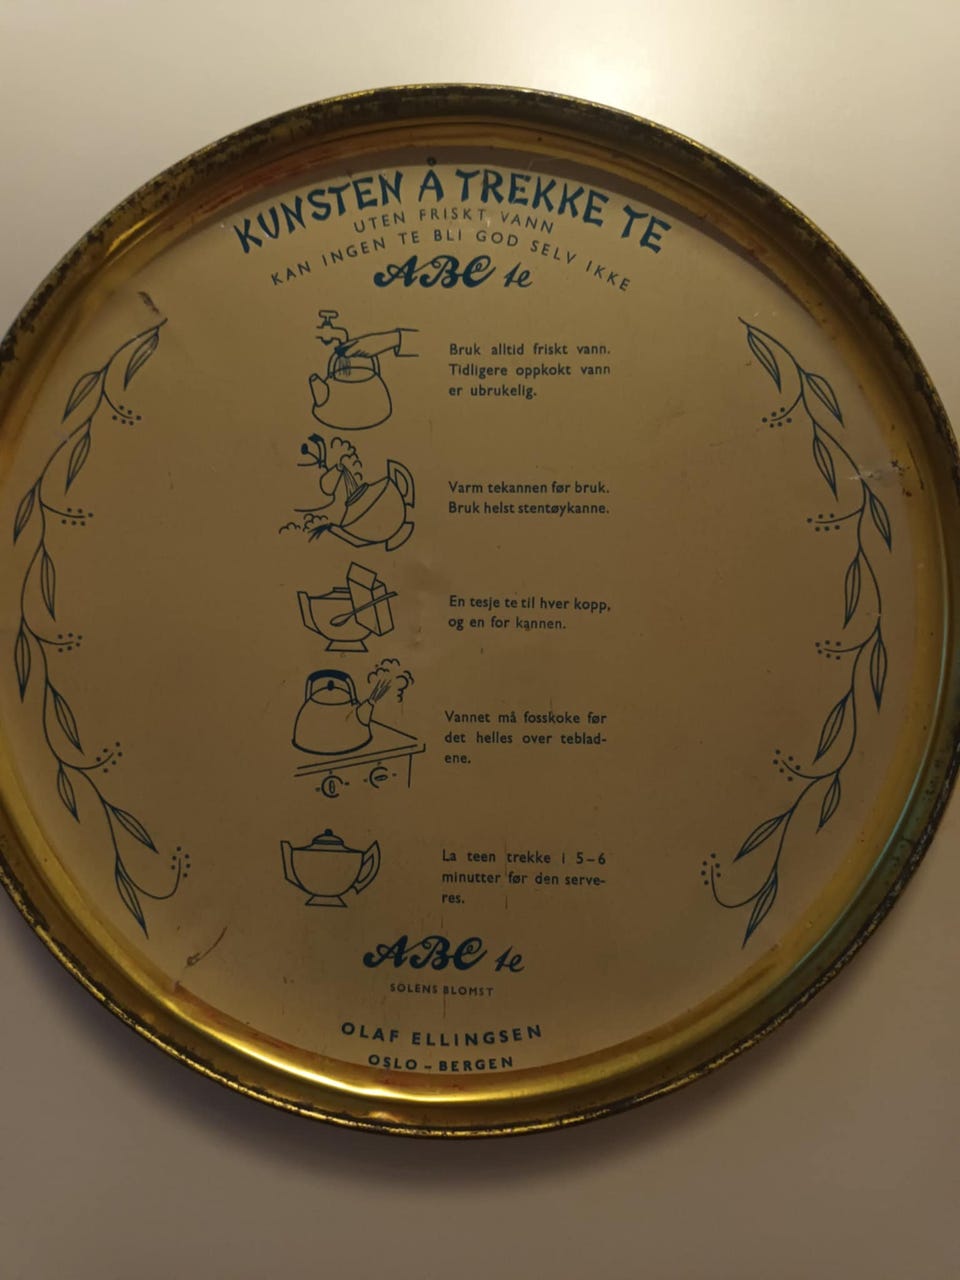 KUNSTEN Å TREKKE TE
UTEN FRISKT VANN
KAN INGEN TE BLI GOD SELV IKKE
ABC te
Bruk alltid friskt vann.
Tidligere oppkokt vann
er ubrukelig.
Varm tekannen før bruk.
Bruk helst stentøykanne.
En tesje te til hver kopp,
og en for kannen.
Vannet må fosskoke før
det helles over teblad-
ene.
La teen trekke i 5–6
minutter før den serve-
res.
ABC te
SOLENS BLOMST
OLAF ELLINGSEN
OSLO – BERGEN